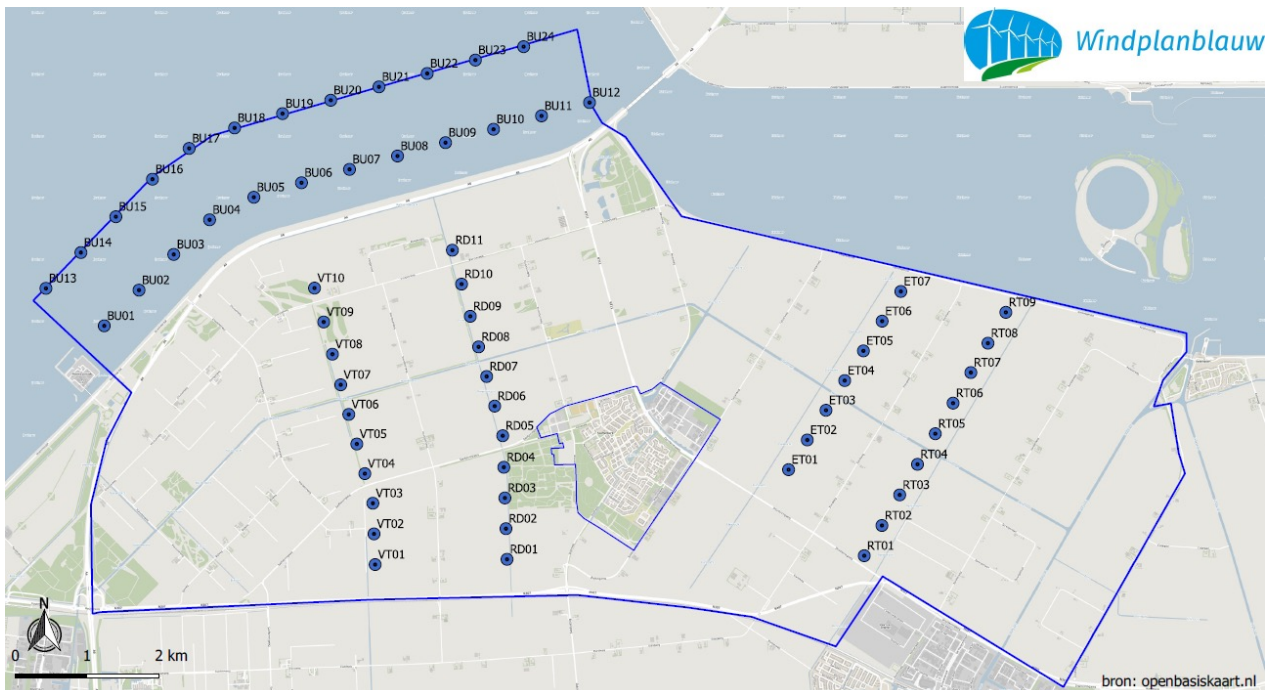 Windplanblauw
BU24
BU23
BU22
BU21
BU20
BU19
BU18
BU17
BU16
BU15
BU14
BU13
BU12
BU11
BU10
BU09
BU08
BU07
BU06
BU05
BU04
BU03
BU02
BU01
RD11
RD10
RD09
RD08
RD07
RD06
RD05
RD04
RD03
RD02
RD01
VT10
VT09
VT08
VT07
VT06
VT05
VT04
VT03
VT02
VT01
ET07
ET06
ET05
ET04
ET03
ET02
ET01
RT09
RT08
RT07
RT06
RT05
RT04
RT03
RT02
RT01
N
0 1 2 km
bron: openbasiskaart.nl